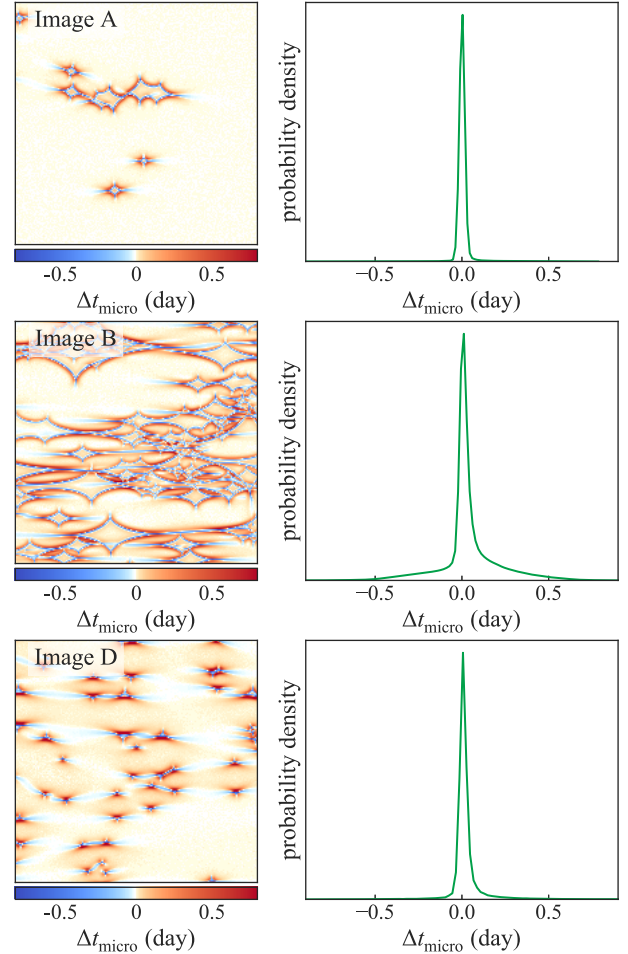 Image A
probability density
-0.5 0 0.5
Δt_micro (day)
−0.5 0.0 0.5
Δt_micro (day)
Image B
probability density
-0.5 0 0.5
Δt_micro (day)
−0.5 0.0 0.5
Δt_micro (day)
Image D
probability density
-0.5 0 0.5
Δt_micro (day)
−0.5 0.0 0.5
Δt_micro (day)